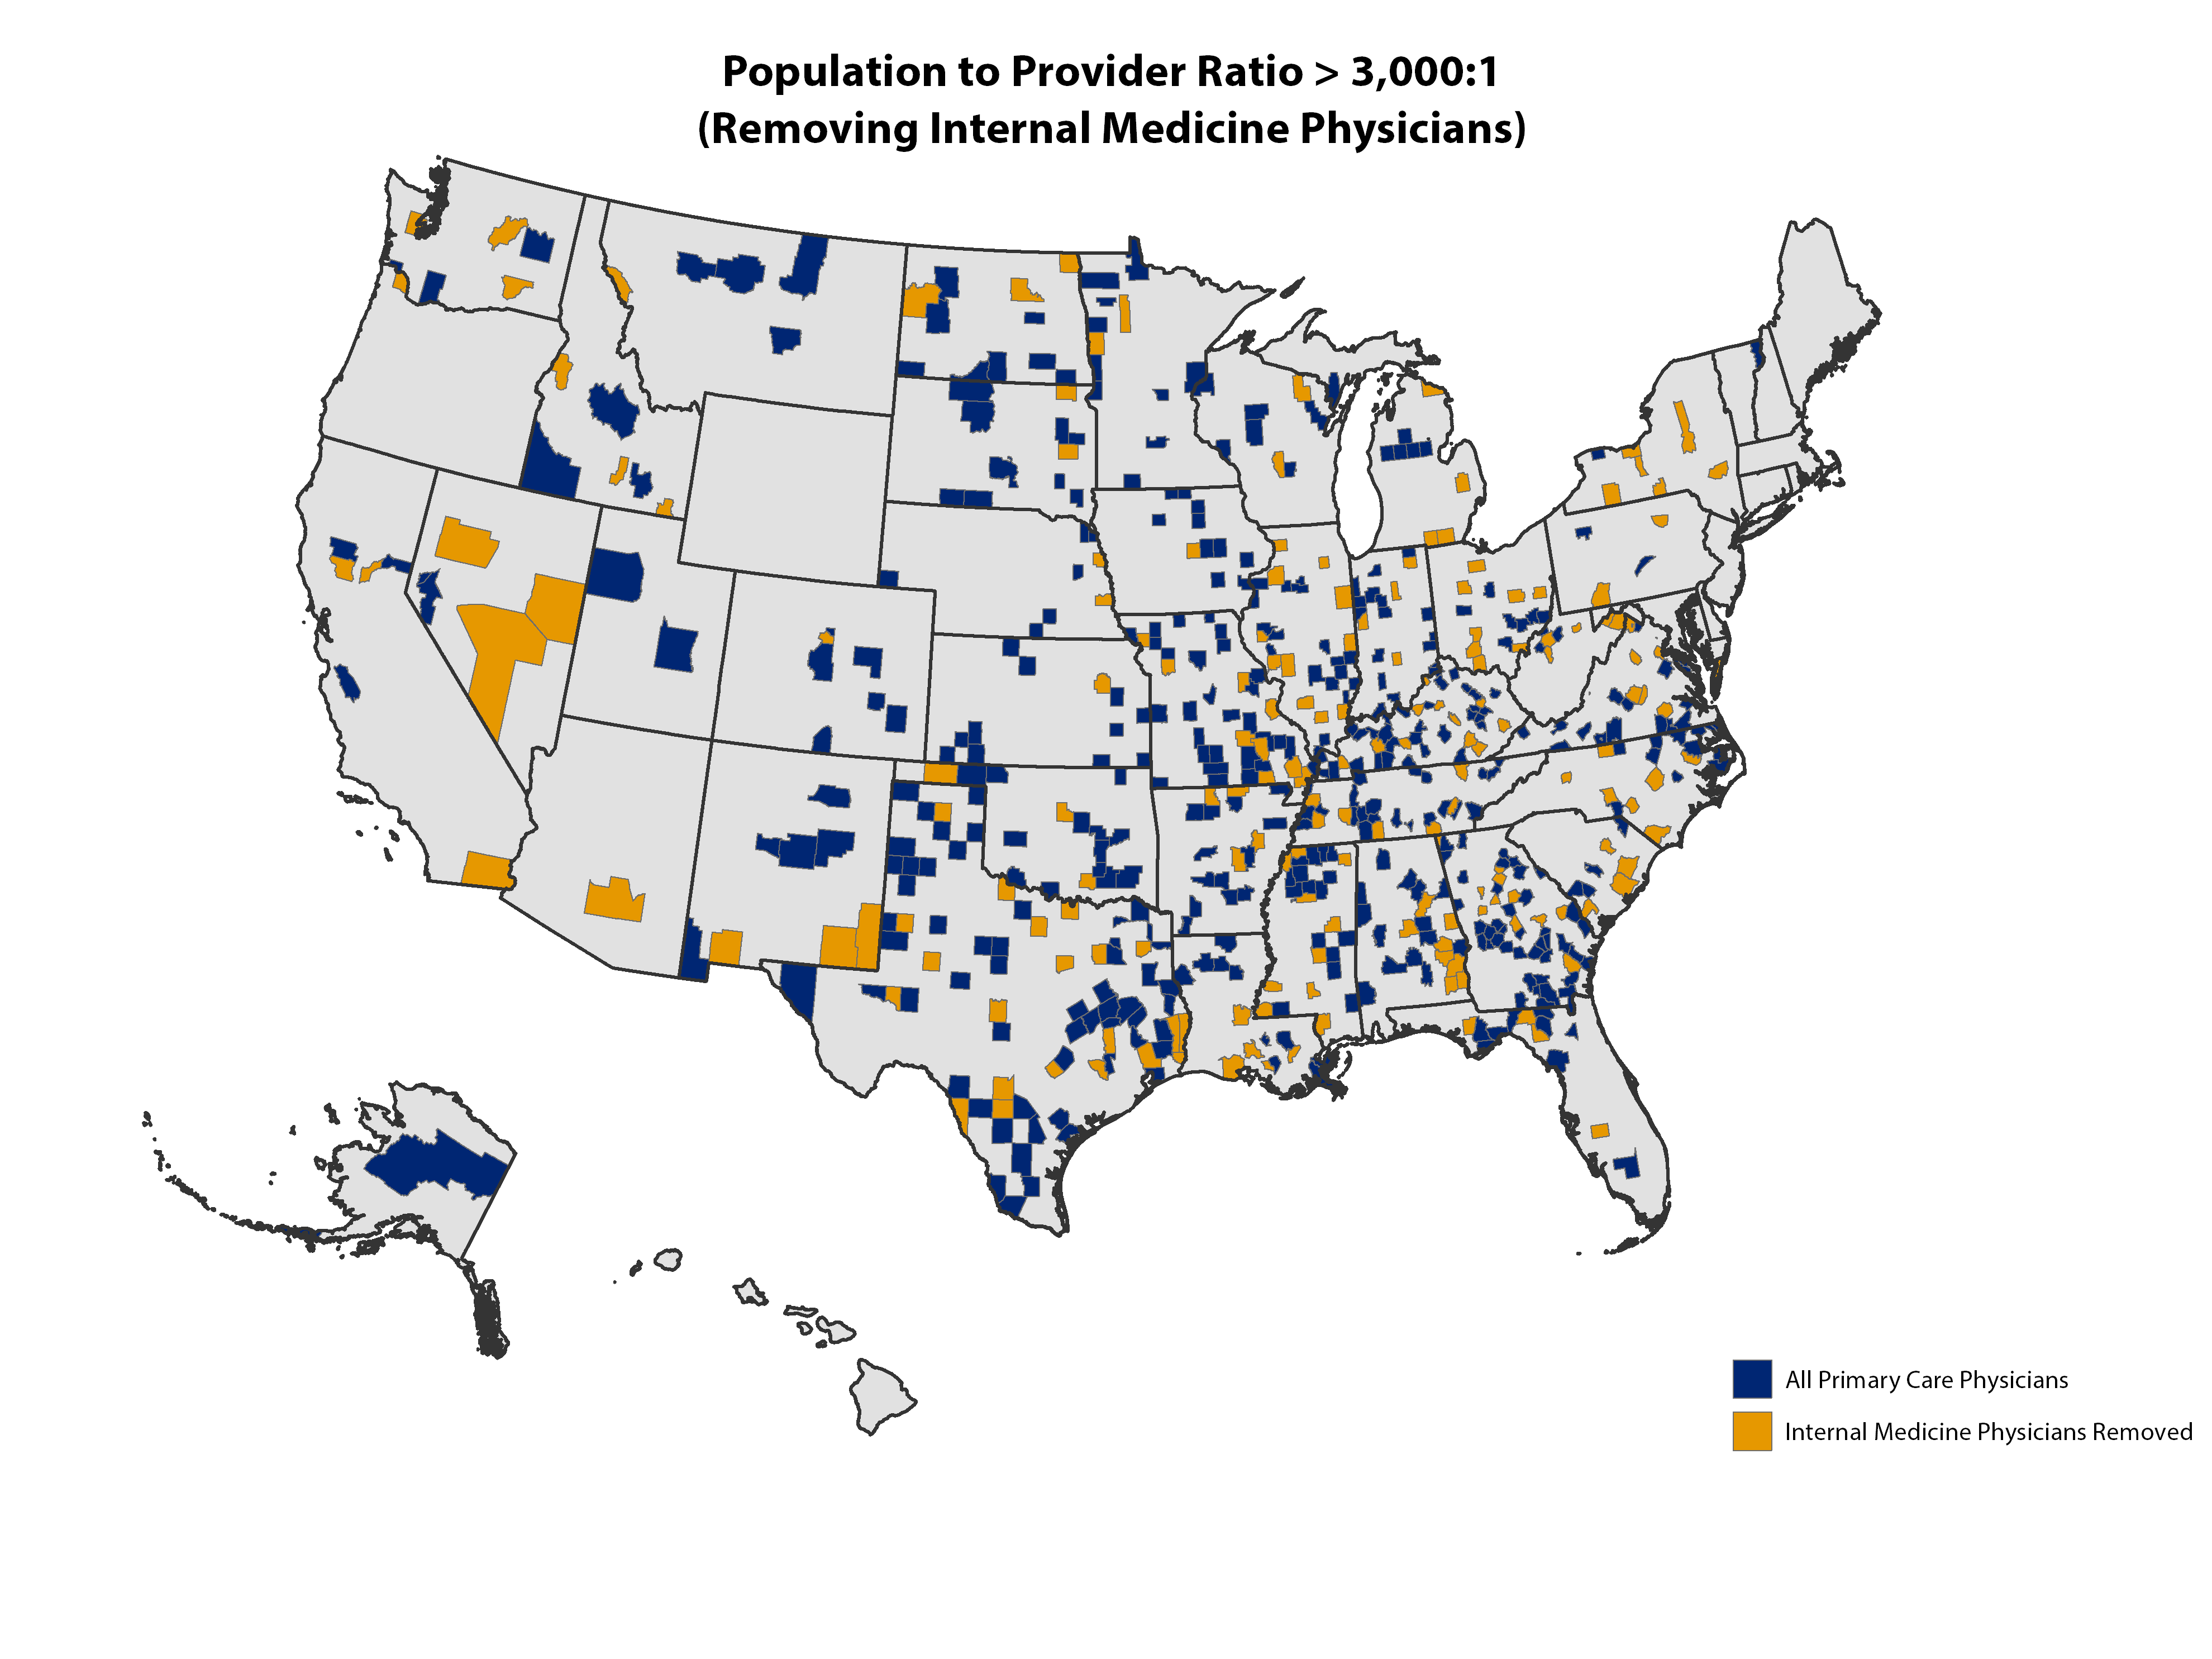 Population to Provider Ratio > 3,000:1
(Removing Internal Medicine Physicians)
All Primary Care Physicians
Internal Medicine Physicians Removed